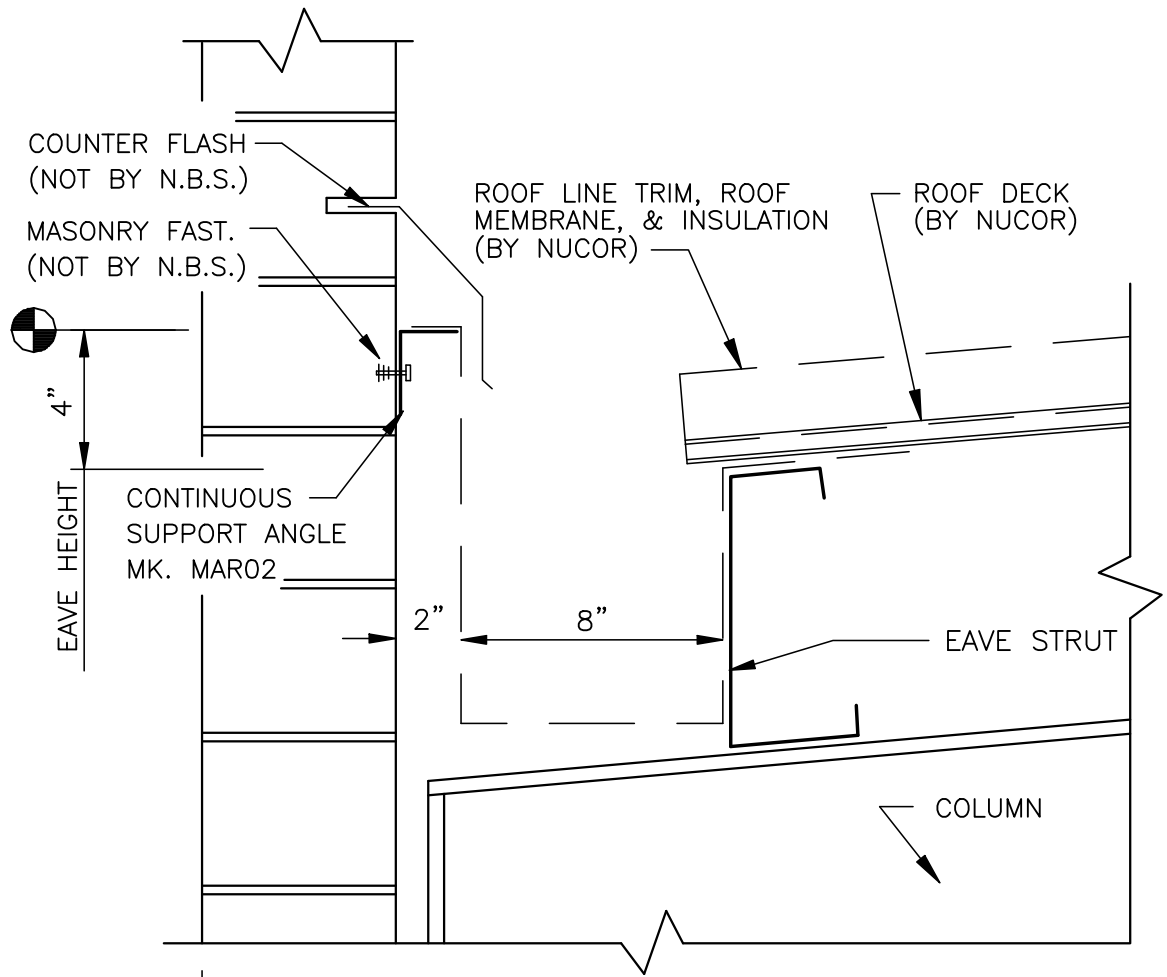 COUNTER FLASH
(NOT BY N.B.S.)
MASONRY FAST.
(NOT BY N.B.S.)
ROOF LINE TRIM, ROOF
MEMBRANE, & INSULATION
(BY NUCOR)
ROOF DECK
(BY NUCOR)
4"
EAVE HEIGHT
CONTINUOUS
SUPPORT ANGLE
MK. MAR02
2"
8"
EAVE STRUT
COLUMN